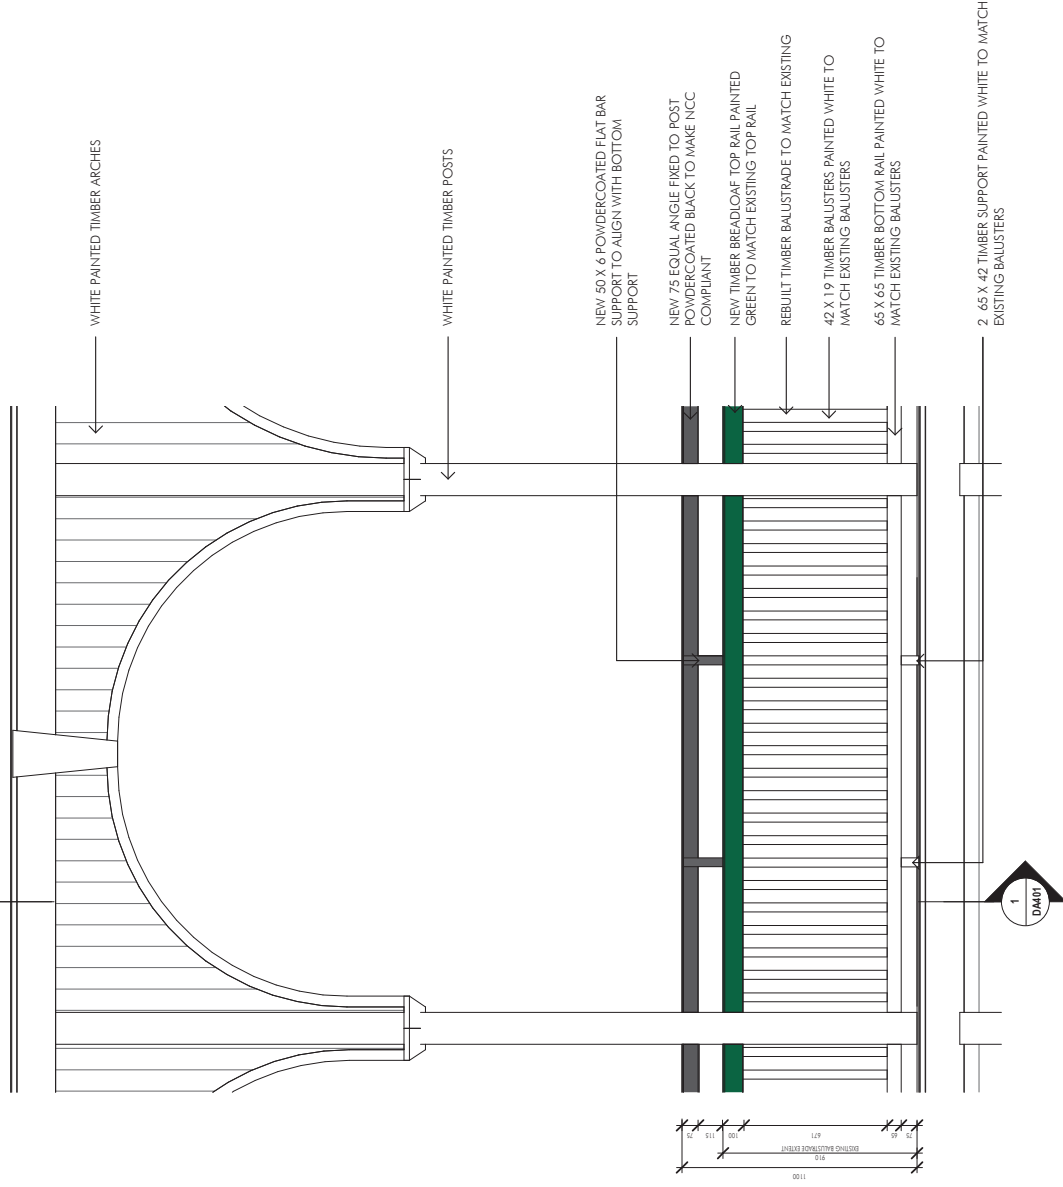 WHITE PAINTED TIMBER ARCHES
WHITE PAINTED TIMBER POSTS
NEW 50 X 6 POWDERCOATED FLAT BAR
SUPPORT TO ALIGN WITH BOTTOM
SUPPORT
NEW 75 EQUAL ANGLE FIXED TO POST
POWDERCOATED BLACK TO MAKE NCC
COMPLIANT
NEW TIMBER BREADLOAF TOP RAIL PAINTED
GREEN TO MATCH EXISTING TOP RAIL
REBUILT TIMBER BALUSTRADE TO MATCH EXISTING
42 X 19 TIMBER BALUSTERS PAINTED WHITE TO
MATCH EXISTING BALUSTERS
65 X 65 TIMBER BOTTOM RAIL PAINTED WHITE TO
MATCH EXISTING BALUSTERS
2 65 X 42 TIMBER SUPPORT PAINTED WHITE TO MATCH
EXISTING BALUSTERS
75
115
100
671
65
75
EXISTING BALUSTRADE EXTENT
910
1100
1
DA401